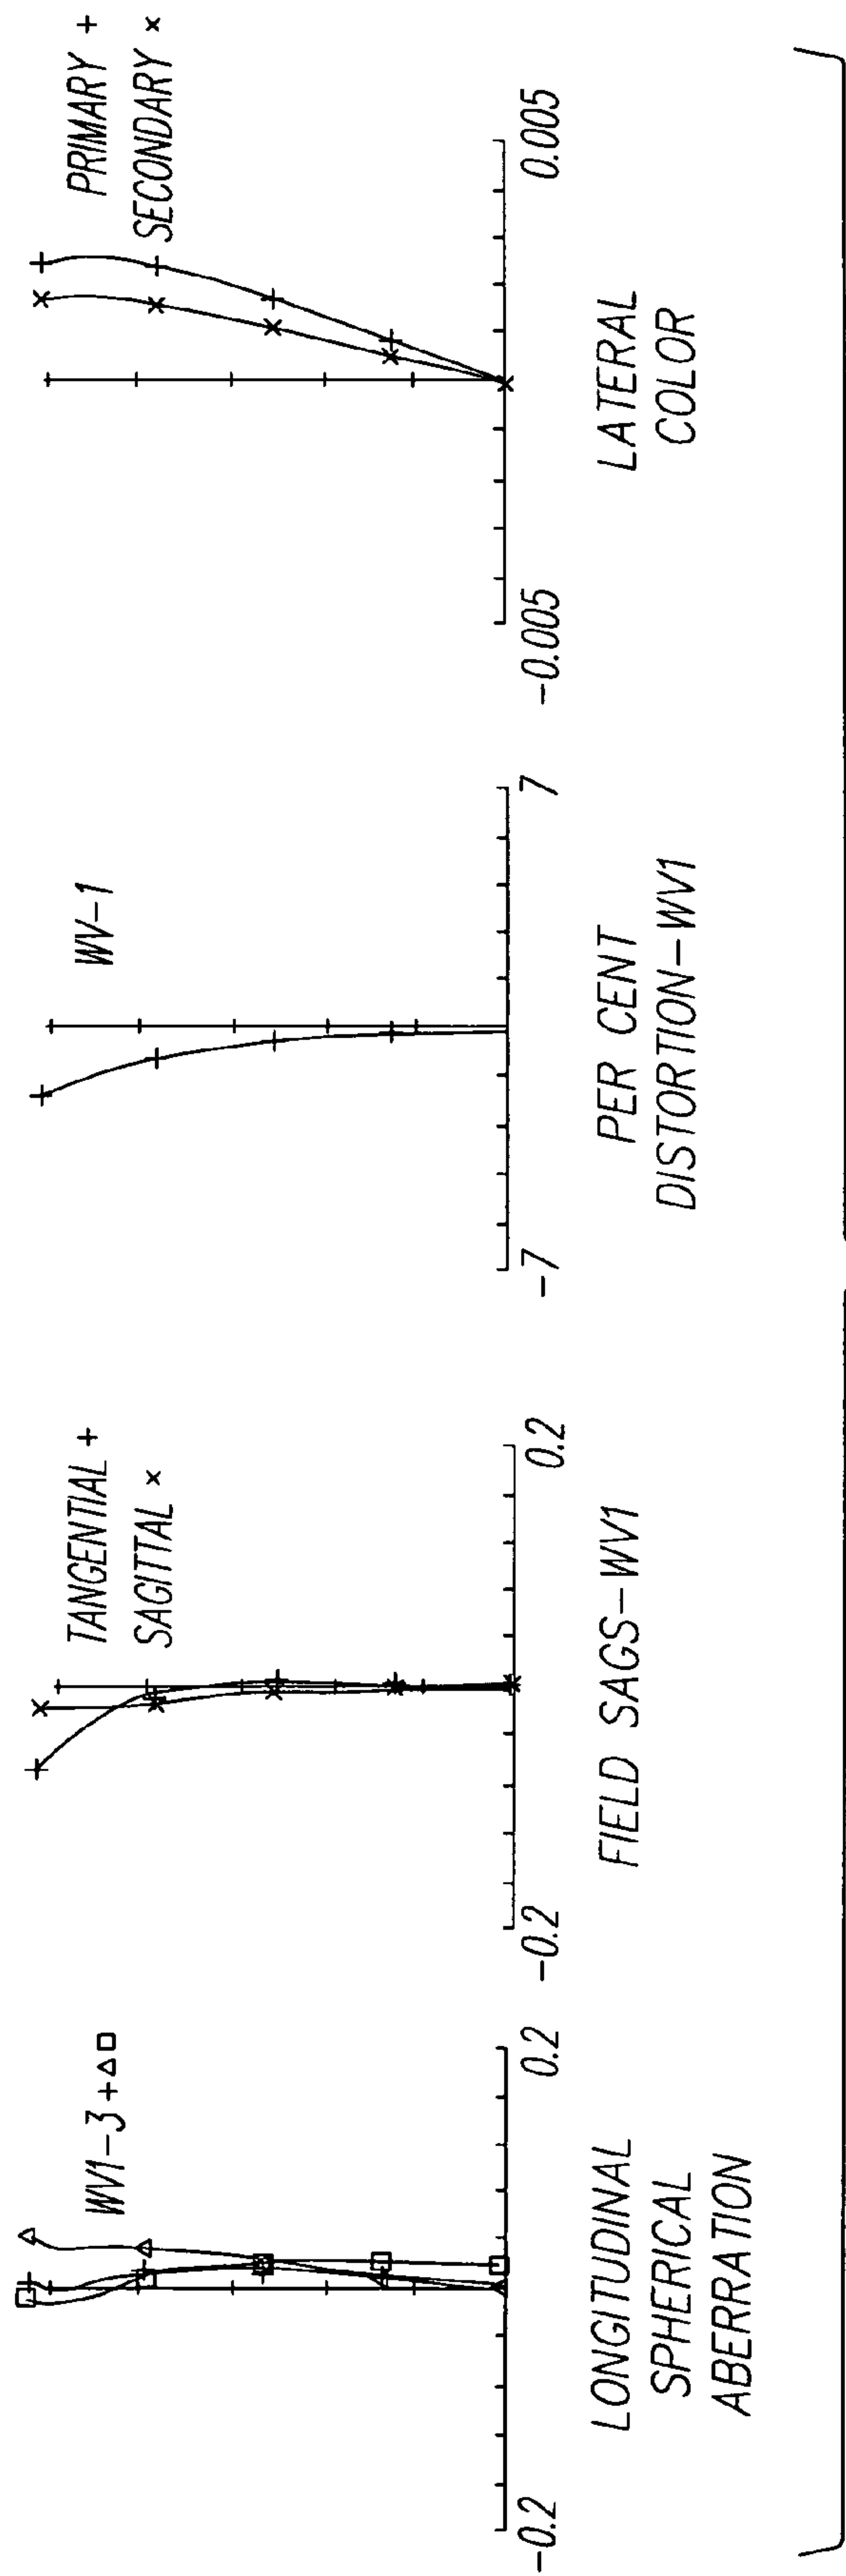 WV1-3 +△□
-0.2
0.2
LONGITUDINAL
SPHERICAL
ABERRATION
TANGENTIAL +
SAGITTAL ×
-0.2
0.2
FIELD SAGS-WV1
WV-1
-7
7
PER CENT
DISTORTION-WV1
PRIMARY +
SECONDARY ×
-0.005
0.005
LATERAL
COLOR